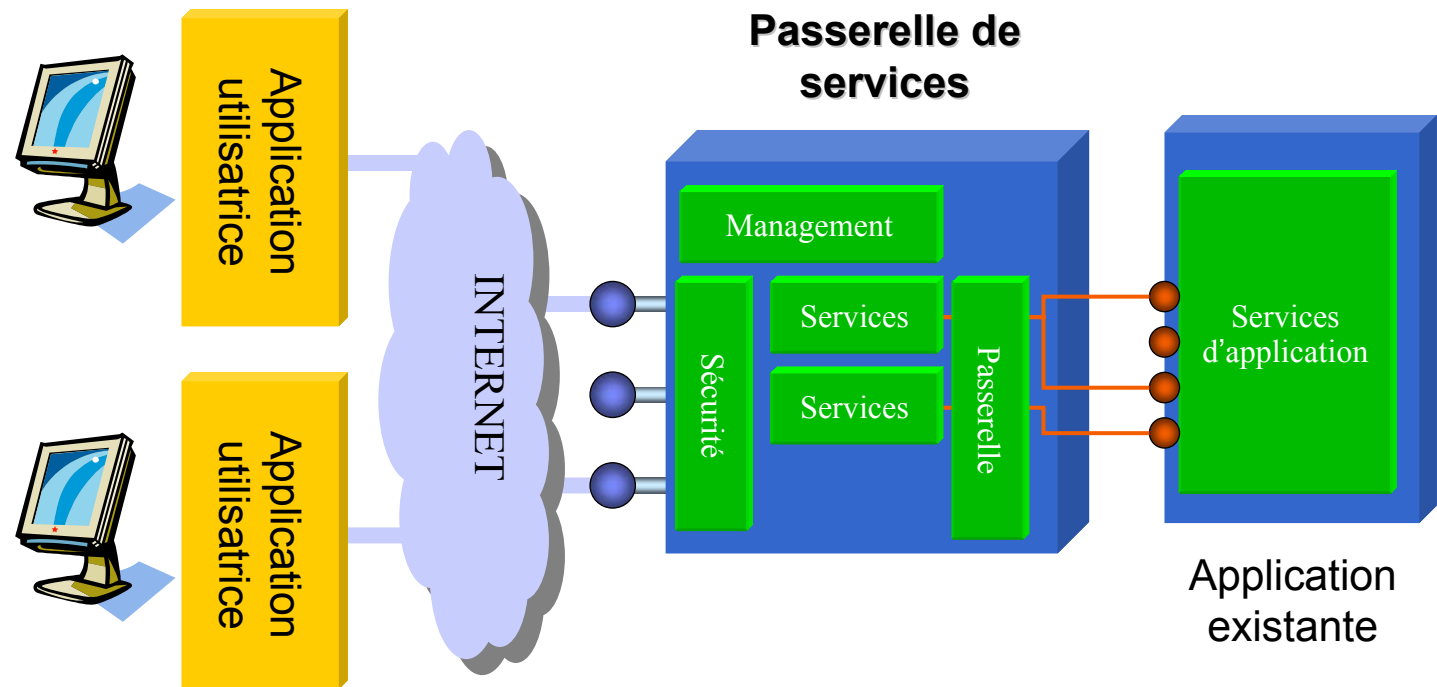 Passerelle de
services
Application
utilisatrice
Application
utilisatrice
INTERNET
Management
Sécurité
Services
Services
Passerelle
Services
d’application
Application
existante